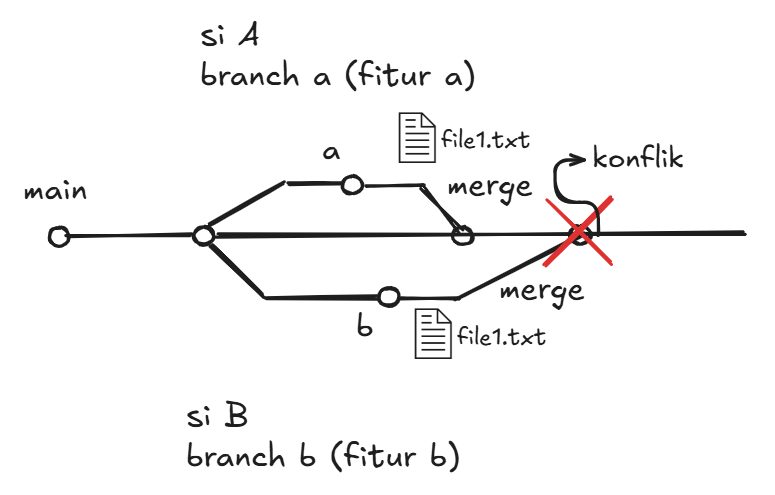 si A
branch a (fitur a)
file1.txt
a
konflik
main
merge
merge
b
file1.txt
si B
branch b (fitur b)